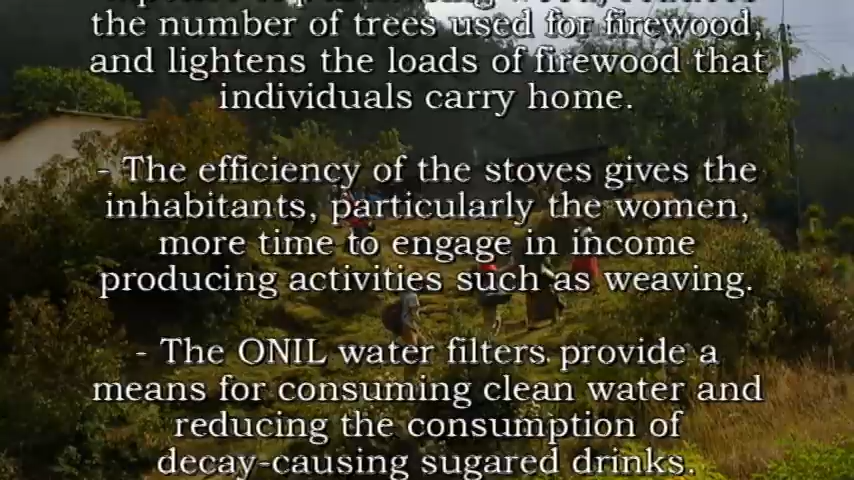 the number of trees used for firewood,
and lightens the loads of firewood that
individuals carry home.
- The efficiency of the stoves gives the
inhabitants, particularly the women,
more time to engage in income
producing activities such as weaving.
- The ONIL water filters provide a
means for consuming clean water and
reducing the consumption of
decay-causing sugared drinks.